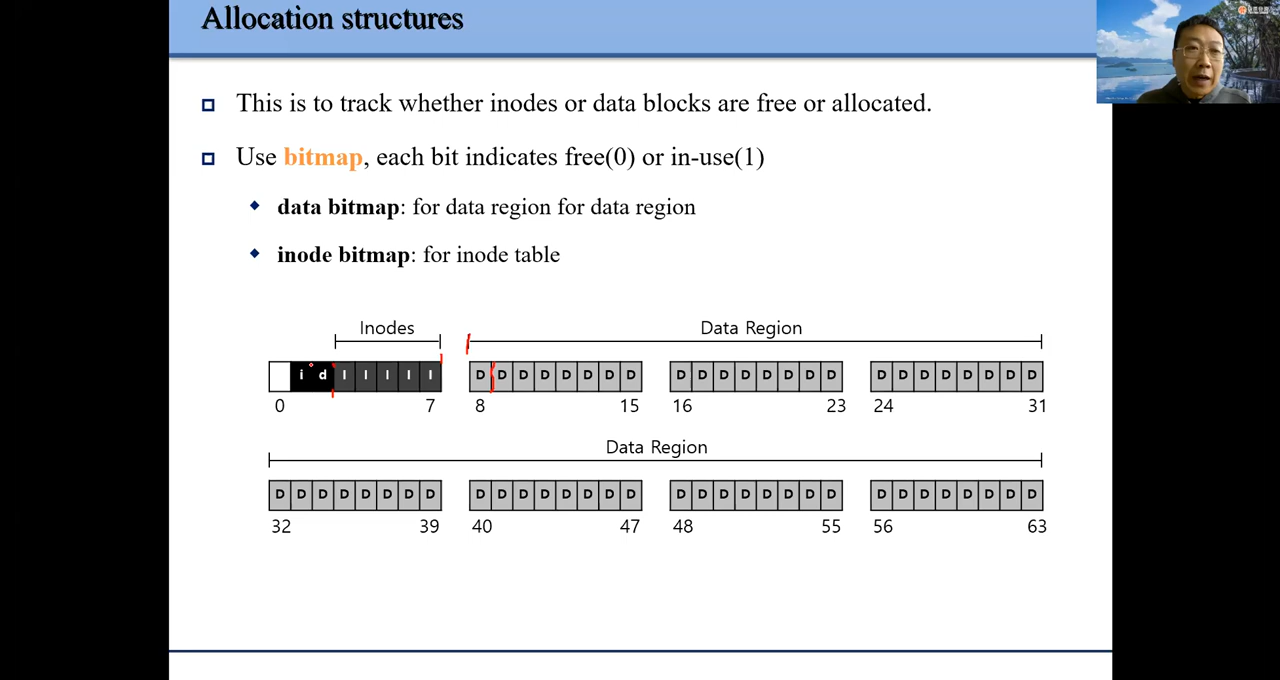 Allocation structures
This is to track whether inodes or data blocks are free or allocated.
Use bitmap, each bit indicates free(0) or in-use(1)
data bitmap: for data region for data region
inode bitmap: for inode table
Inodes Data Region
i d I I I I I D D D D D D D D D D D D D D D D D D D D D D D D
0 7 8 15 16 23 24 31
Data Region
D D D D D D D D D D D D D D D D D D D D D D D D D D D D D D D D
32 39 40 47 48 55 56 63